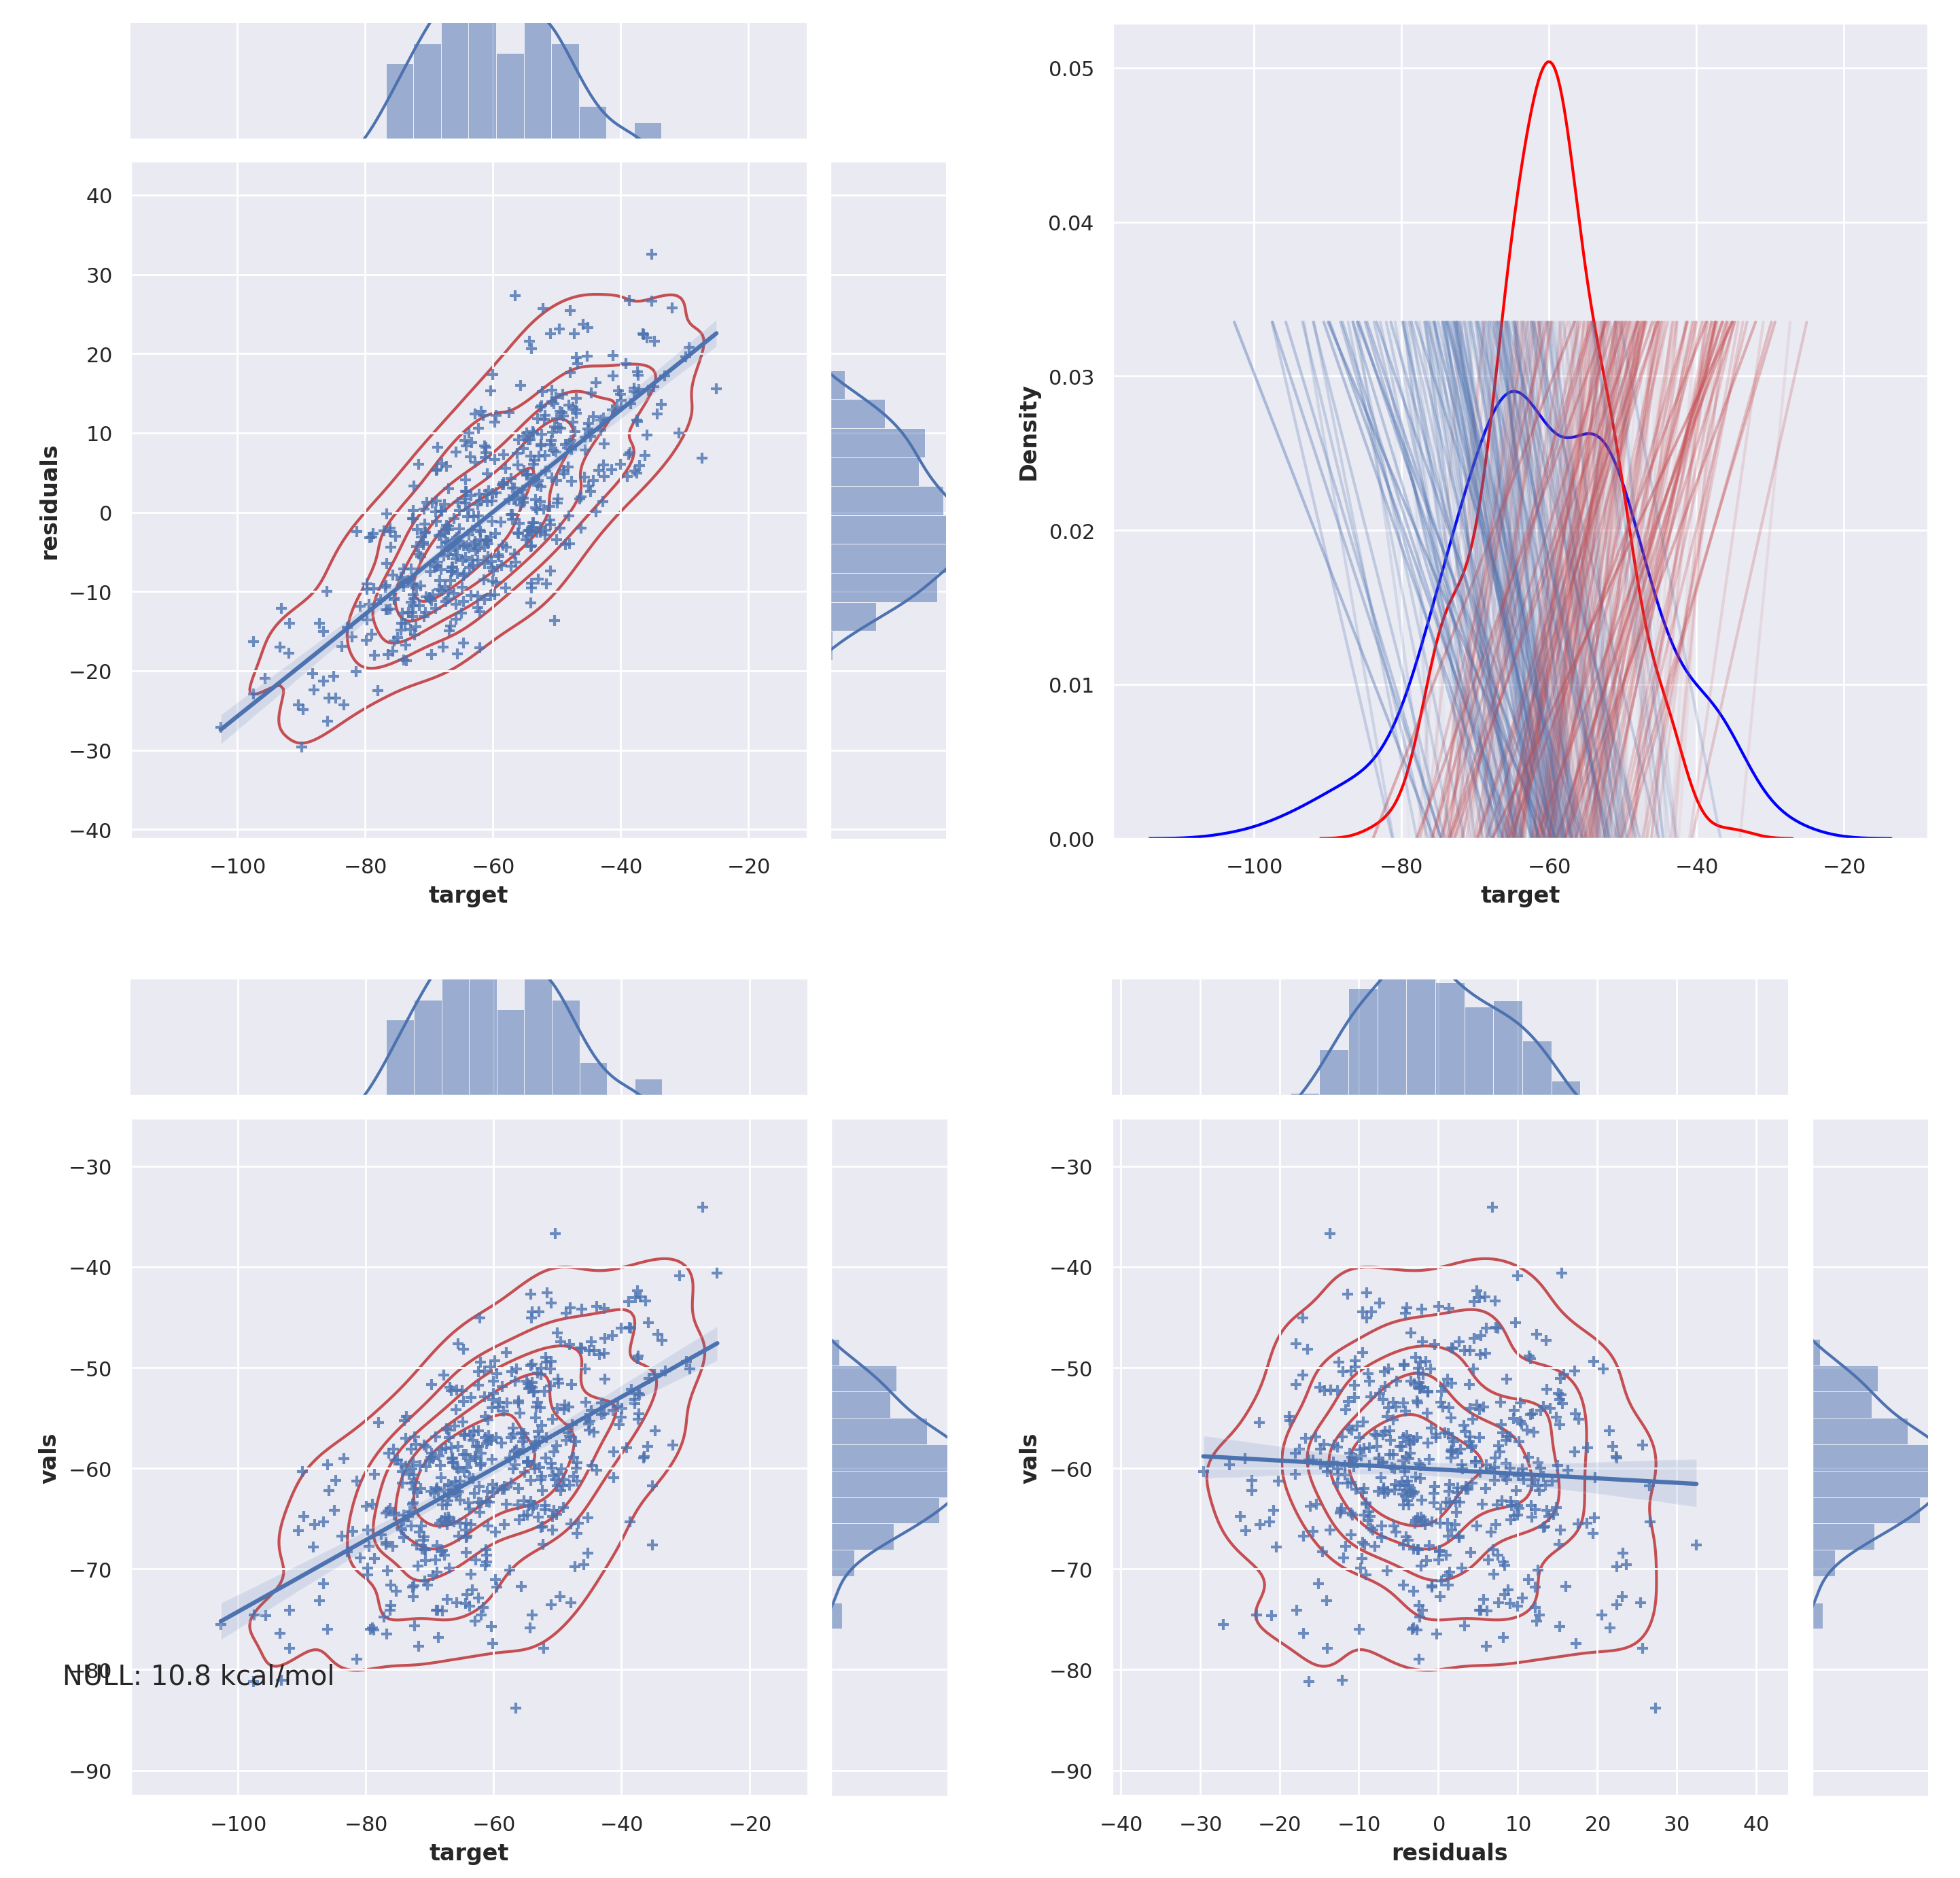 residuals
40
30
20
10
0
−10
−20
−30
−40
−100 −80 −60 −40 −20
target
Density
0.05
0.04
0.03
0.02
0.01
0.00
−100 −80 −60 −40 −20
target
vals
−30
−40
−50
−60
−70
−80
−90
NULL: 10.8 kcal/mol
−100 −80 −60 −40 −20
target
vals
−30
−40
−50
−60
−70
−80
−90
−40 −30 −20 −10 0 10 20 30 40
residuals